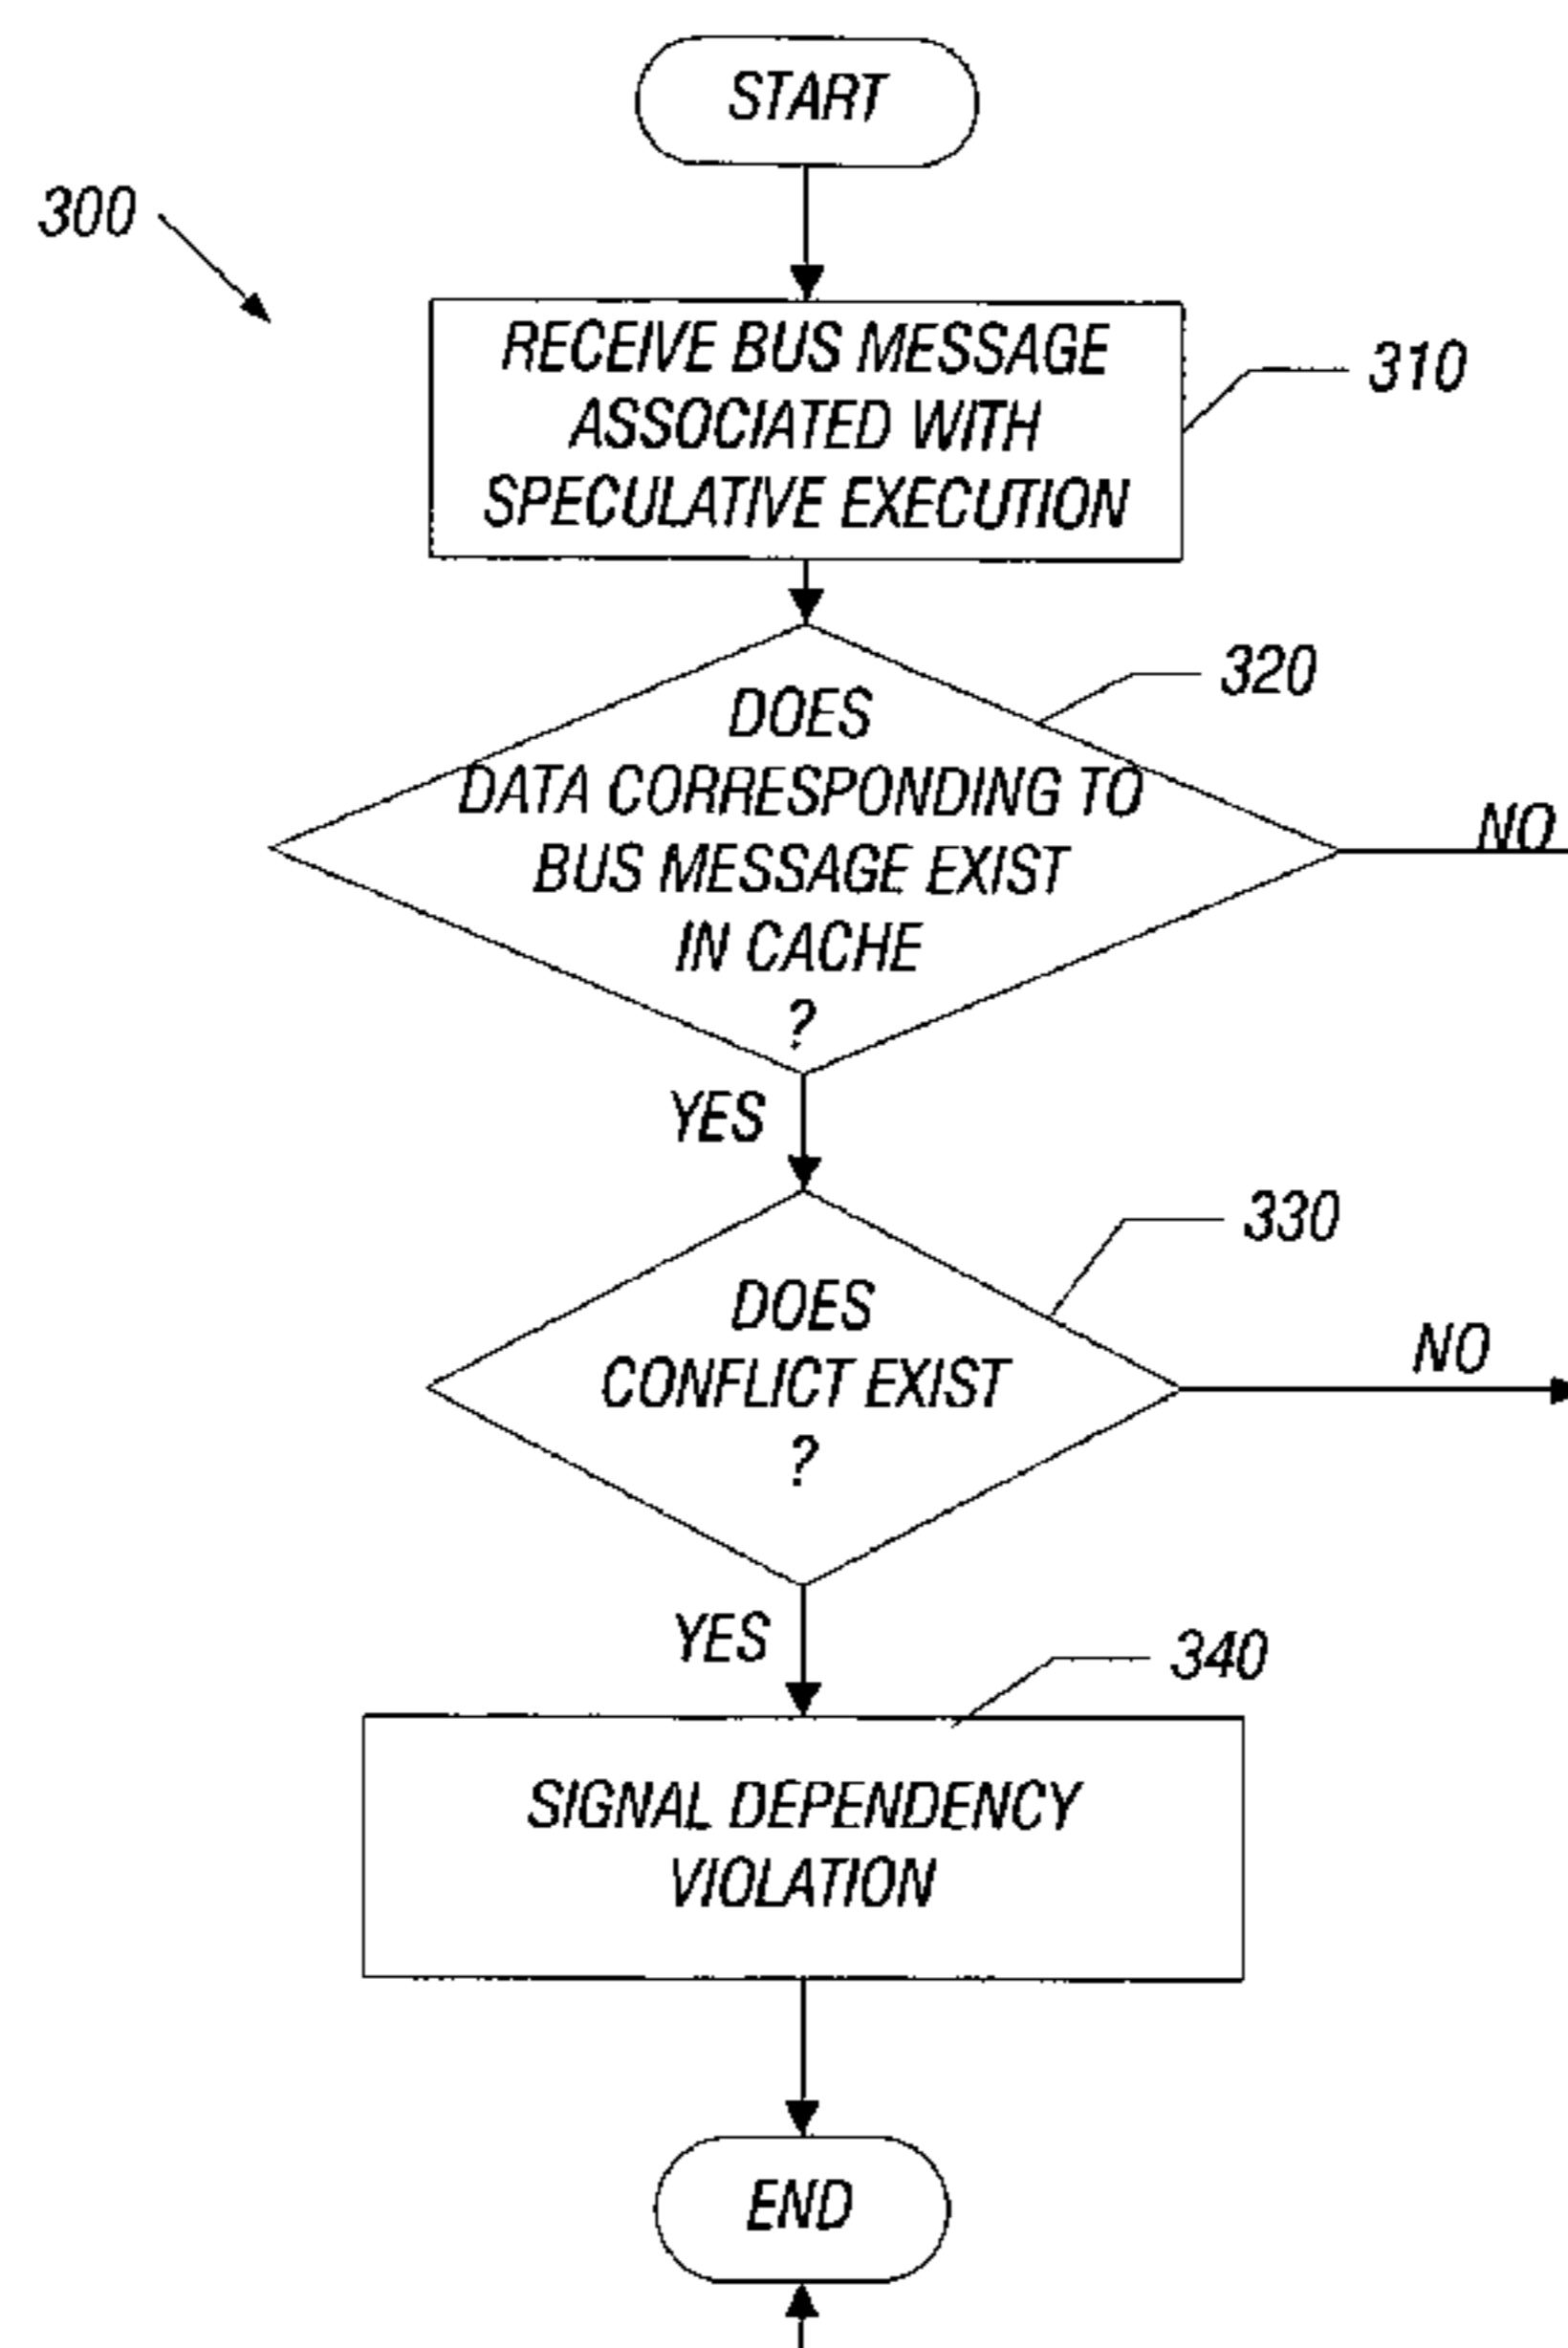 START
300
RECEIVE BUS MESSAGE
ASSOCIATED WITH
SPECULATIVE EXECUTION
310
320
DOES
DATA CORRESPONDING TO
BUS MESSAGE EXIST
IN CACHE
?
NO
YES
330
DOES
CONFLICT EXIST
?
NO
YES
340
SIGNAL DEPENDENCY
VIOLATION
END